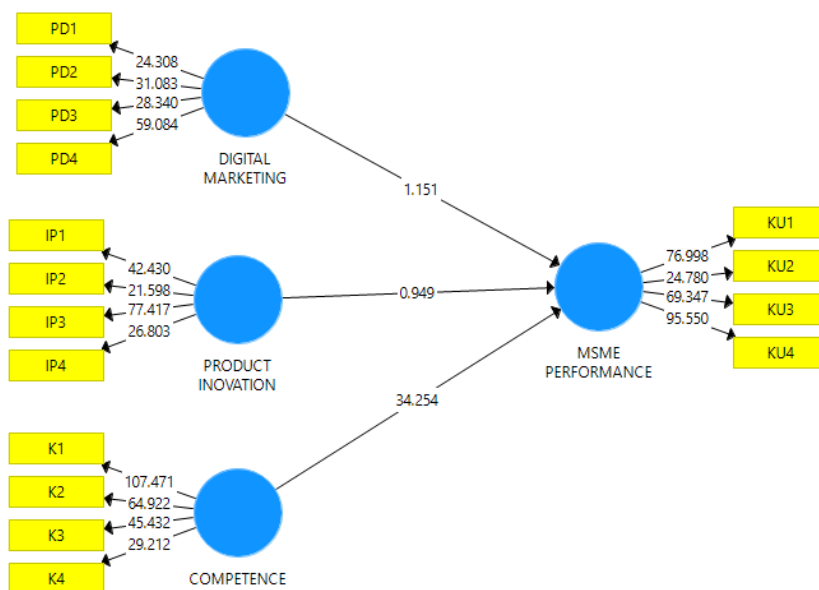 PD1
PD2
PD3
PD4
24.308
31.083
28.340
59.084
DIGITAL
MARKETING
1.151
IP1
IP2
IP3
IP4
42.430
21.598
77.417
26.803
PRODUCT
INOVATION
0.949
K1
K2
K3
K4
107.471
64.922
45.432
29.212
COMPETENCE
34.254
MSME
PERFORMANCE
76.998
24.780
69.347
95.550
KU1
KU2
KU3
KU4